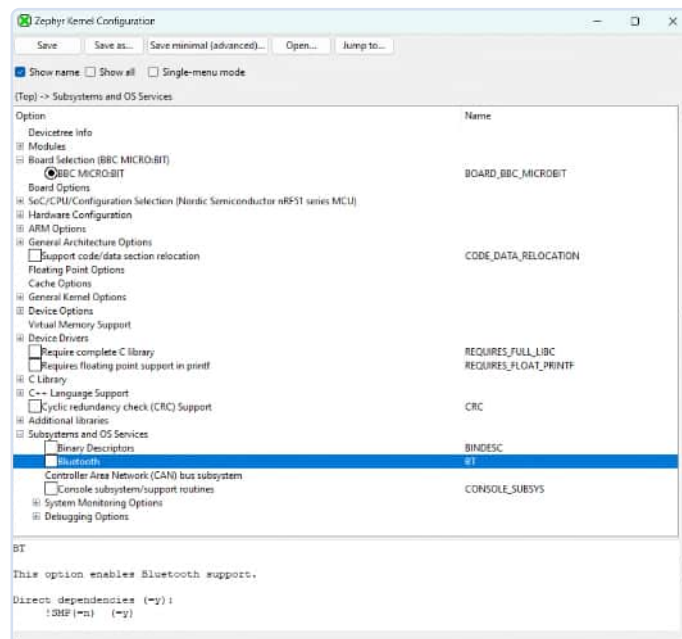 Zephyr Kernel Configuration
Save Save as... Save minimal (advanced)... Open... Jump to...
Show name Show all Single-menu mode
(Top) -> Subsystems and OS Services
Option Name
Devicetree Info
Modules
Board Selection (BBC MICRO:BIT)
BBC MICRO:BIT BOARD_BBC_MICROBIT
Board Options
SoC/CPU/Configuration Selection (Nordic Semiconductor nRF51 series MCU)
Hardware Configuration
ARM Options
General Architecture Options
Support code/data section relocation CODE_DATA_RELOCATION
Floating Point Options
Cache Options
General Kernel Options
Device Options
Virtual Memory Support
Device Drivers
Require complete C library REQUIRES_FULL_LIBC
Requires floating point support in printf REQUIRES_FLOAT_PRINTF
C Library
C++ Language Support
Cyclic redundancy check (CRC) Support CRC
Additional libraries
Subsystems and OS Services
Binary Descriptors BINDESC
Bluetooth BT
Controller Area Network (CAN) bus subsystem
Console subsystem/support routines CONSOLE_SUBSYS
System Monitoring Options
Debugging Options
BT
This option enables Bluetooth support.
Direct dependencies (=y):
!SMP(=n) (=y)